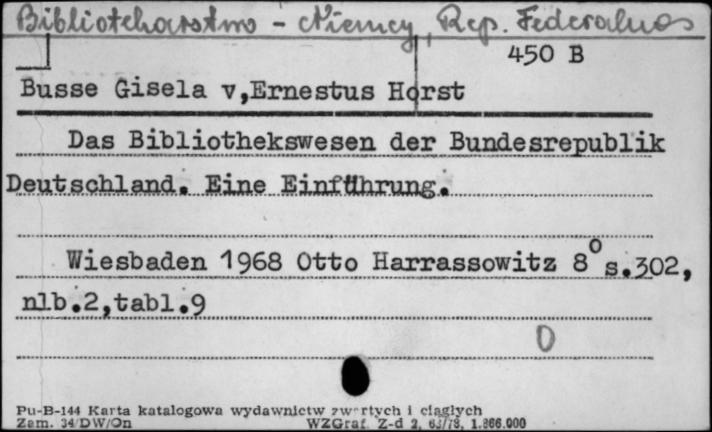 Bibliotekarstwo - Niemcy, Rep. Federalna
450 B
Busse Gisela v,Ernestus Horst
Das Bibliothekswesen der Bundesrepublik
Deutschland. Eine Einführung.
Wiesbaden 1968 Otto Harrassowitz 8° s.302,
nlb.2,tabl.9
D
Pu-B-144 Karta katalogowa wydawnictw zwartych i ciągłych
Zam. 34/DW/On WZGraf. Z-d 2, 63/78, 1.866.000